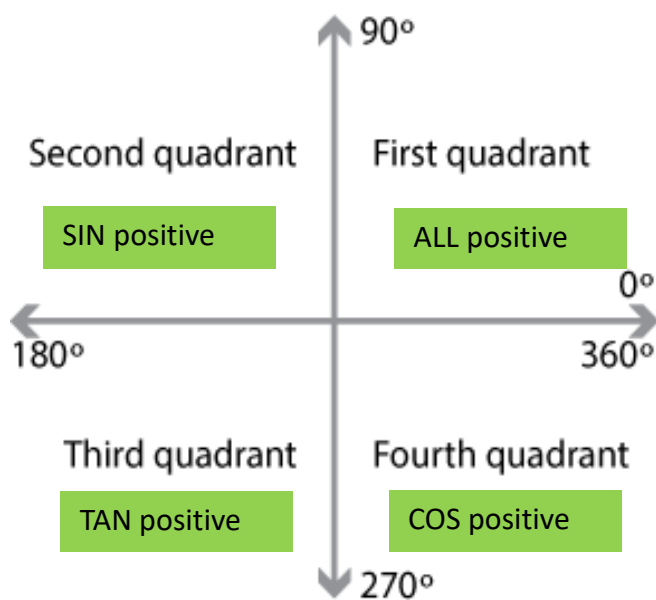 90º
Second quadrant
First quadrant
SIN positive
ALL positive
0º
180º
360º
Third quadrant
Fourth quadrant
TAN positive
COS positive
270º